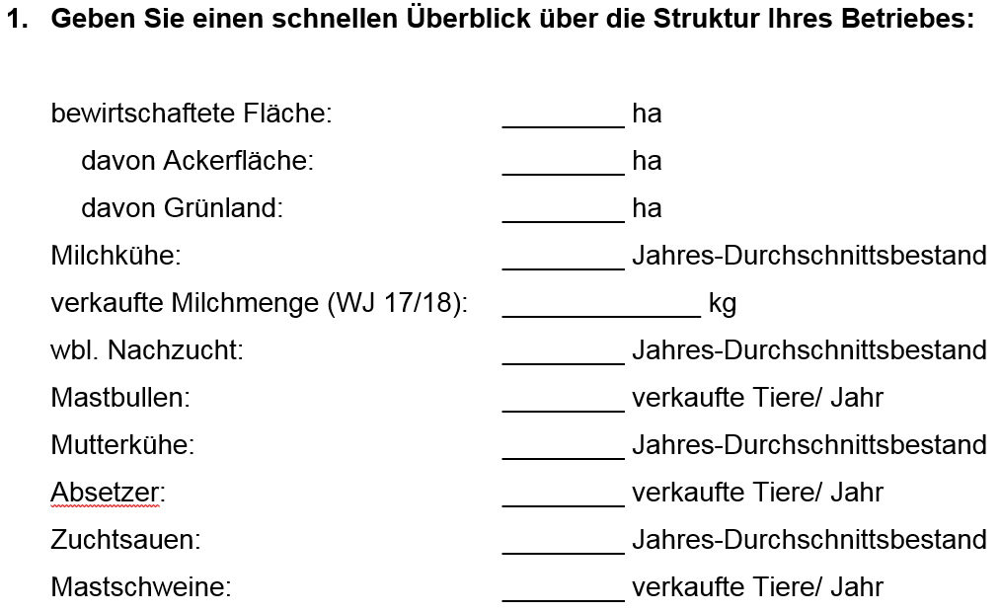 1. Geben Sie einen schnellen Überblick über die Struktur Ihres Betriebes:
bewirtschaftete Fläche: ________ ha
davon Ackerfläche: ________ ha
davon Grünland: ________ ha
Milchkühe: ________ Jahres-Durchschnittsbestand
verkaufte Milchmenge (WJ 17/18): _____________ kg
wbl. Nachzucht: ________ Jahres-Durchschnittsbestand
Mastbullen: ________ verkaufte Tiere/ Jahr
Mutterkühe: ________ Jahres-Durchschnittsbestand
Absetzer: ________ verkaufte Tiere/ Jahr
Zuchtsauen: ________ Jahres-Durchschnittsbestand
Mastschweine: ________ verkaufte Tiere/ Jahr